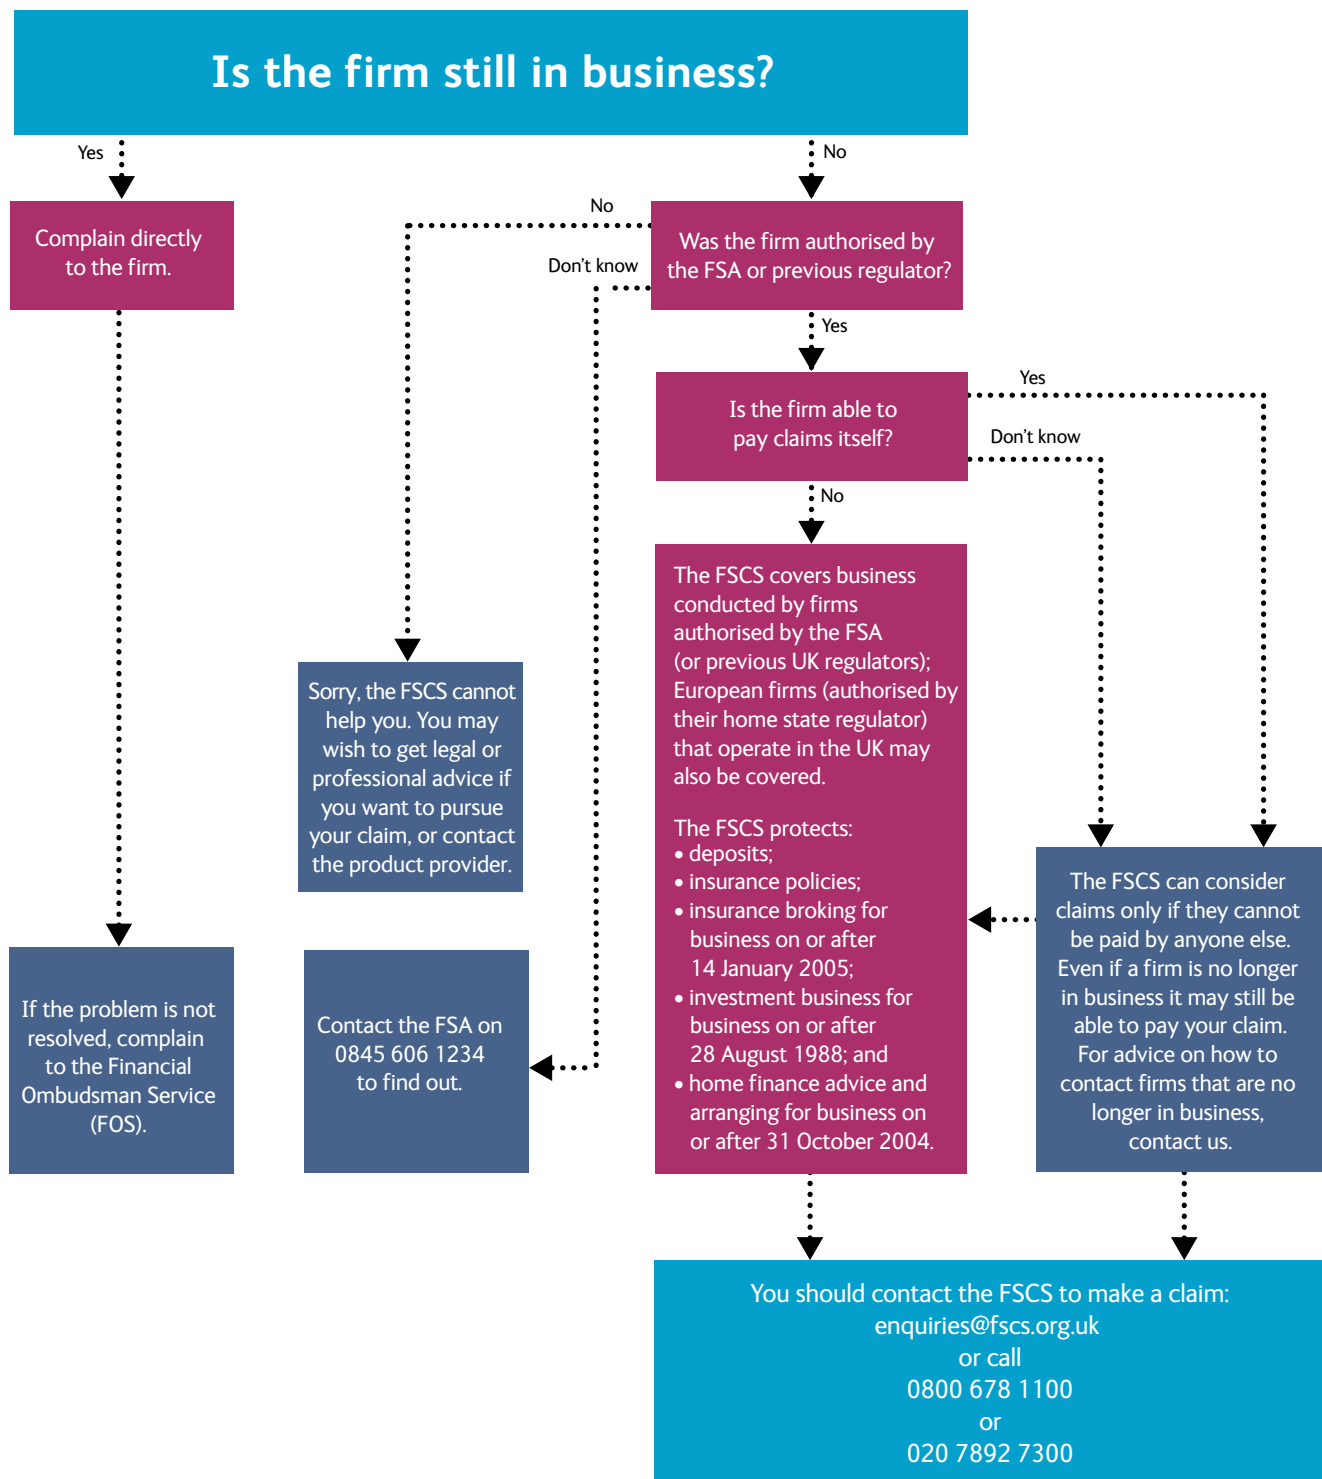 Is the firm still in business?
Yes
No
Complain directly
to the firm.
No
Don't know
Was the firm authorised by
the FSA or previous regulator?
Yes
Is the firm able to
pay claims itself?
Yes
Don't know
No
The FSCS covers business
conducted by firms
authorised by the FSA
(or previous UK regulators);
European firms (authorised by
their home state regulator)
that operate in the UK may
also be covered.
The FSCS protects:
• deposits;
• insurance policies;
• insurance broking for
business on or after
14 January 2005;
• investment business for
business on or after
28 August 1988; and
• home finance advice and
arranging for business on
or after 31 October 2004.
Sorry, the FSCS cannot
help you. You may
wish to get legal or
professional advice if
you want to pursue
your claim, or contact
the product provider.
The FSCS can consider
claims only if they cannot
be paid by anyone else.
Even if a firm is no longer
in business it may still be
able to pay your claim.
For advice on how to
contact firms that are no
longer in business,
contact us.
If the problem is not
resolved, complain
to the Financial
Ombudsman Service
(FOS).
Contact the FSA on
0845 606 1234
to find out.
You should contact the FSCS to make a claim:
enquiries@fscs.org.uk
or call
0800 678 1100
or
020 7892 7300